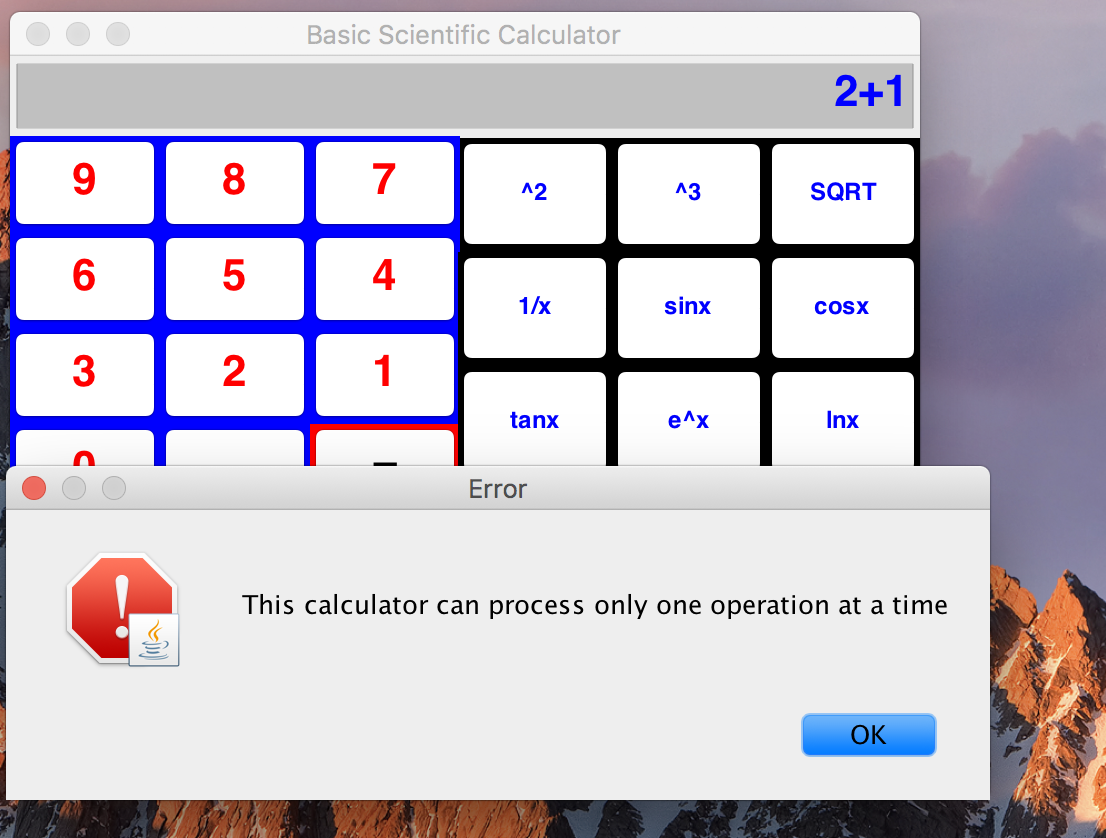 Basic Scientific Calculator
2+1
9 8 7 ^2 ^3 SQRT
6 5 4 1/x sinx cosx
3 2 1 tanx e^x lnx
0
Error
This calculator can process only one operation at a time
OK